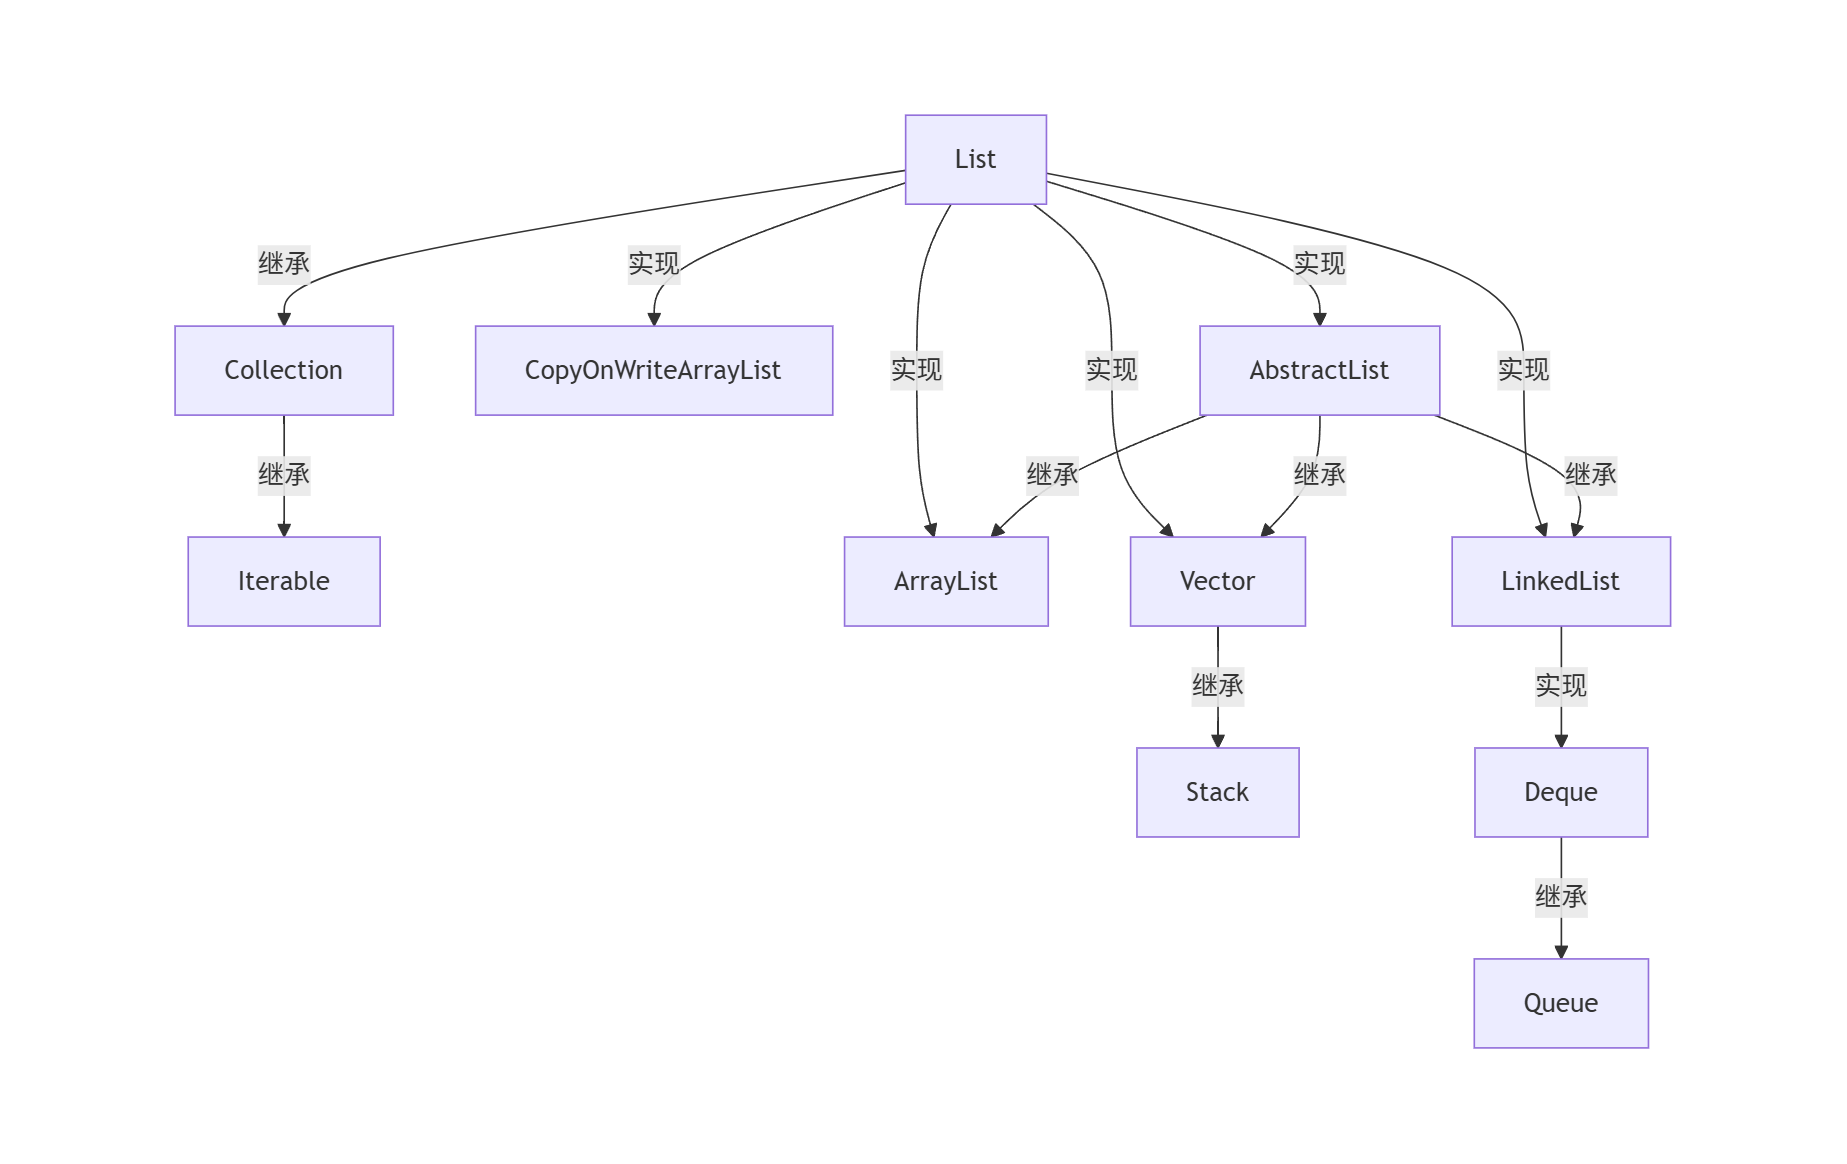 List
继承
实现
实现
Collection
CopyOnWriteArrayList
实现
实现
AbstractList
实现
继承
继承
继承
继承
Iterable
ArrayList
Vector
LinkedList
继承
实现
Stack
Deque
继承
Queue